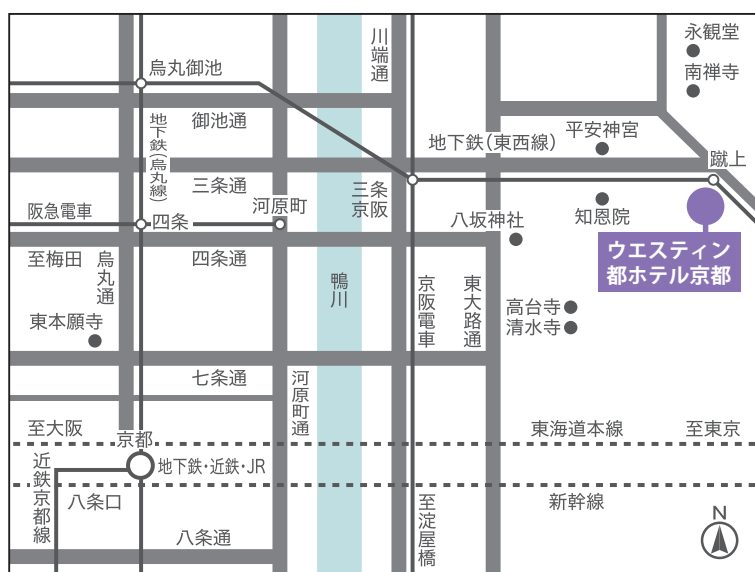 永観堂
川端通
烏丸御池
南禅寺
御池通
地下鉄(烏丸線)
平安神宮
地下鉄(東西線)
蹴上
三条通
三条
京阪
河原町
阪急電車
四条
八坂神社
知恩院
ウエスティン
都ホテル京都
至梅田
烏丸通
四条通
鴨川
京阪電車
東大路通
高台寺
清水寺
東本願寺
七条通
河原町通
至大阪
京都
東海道本線
至東京
近鉄京都線
地下鉄・近鉄・JR
八条口
至淀屋橋
新幹線
八条通
N